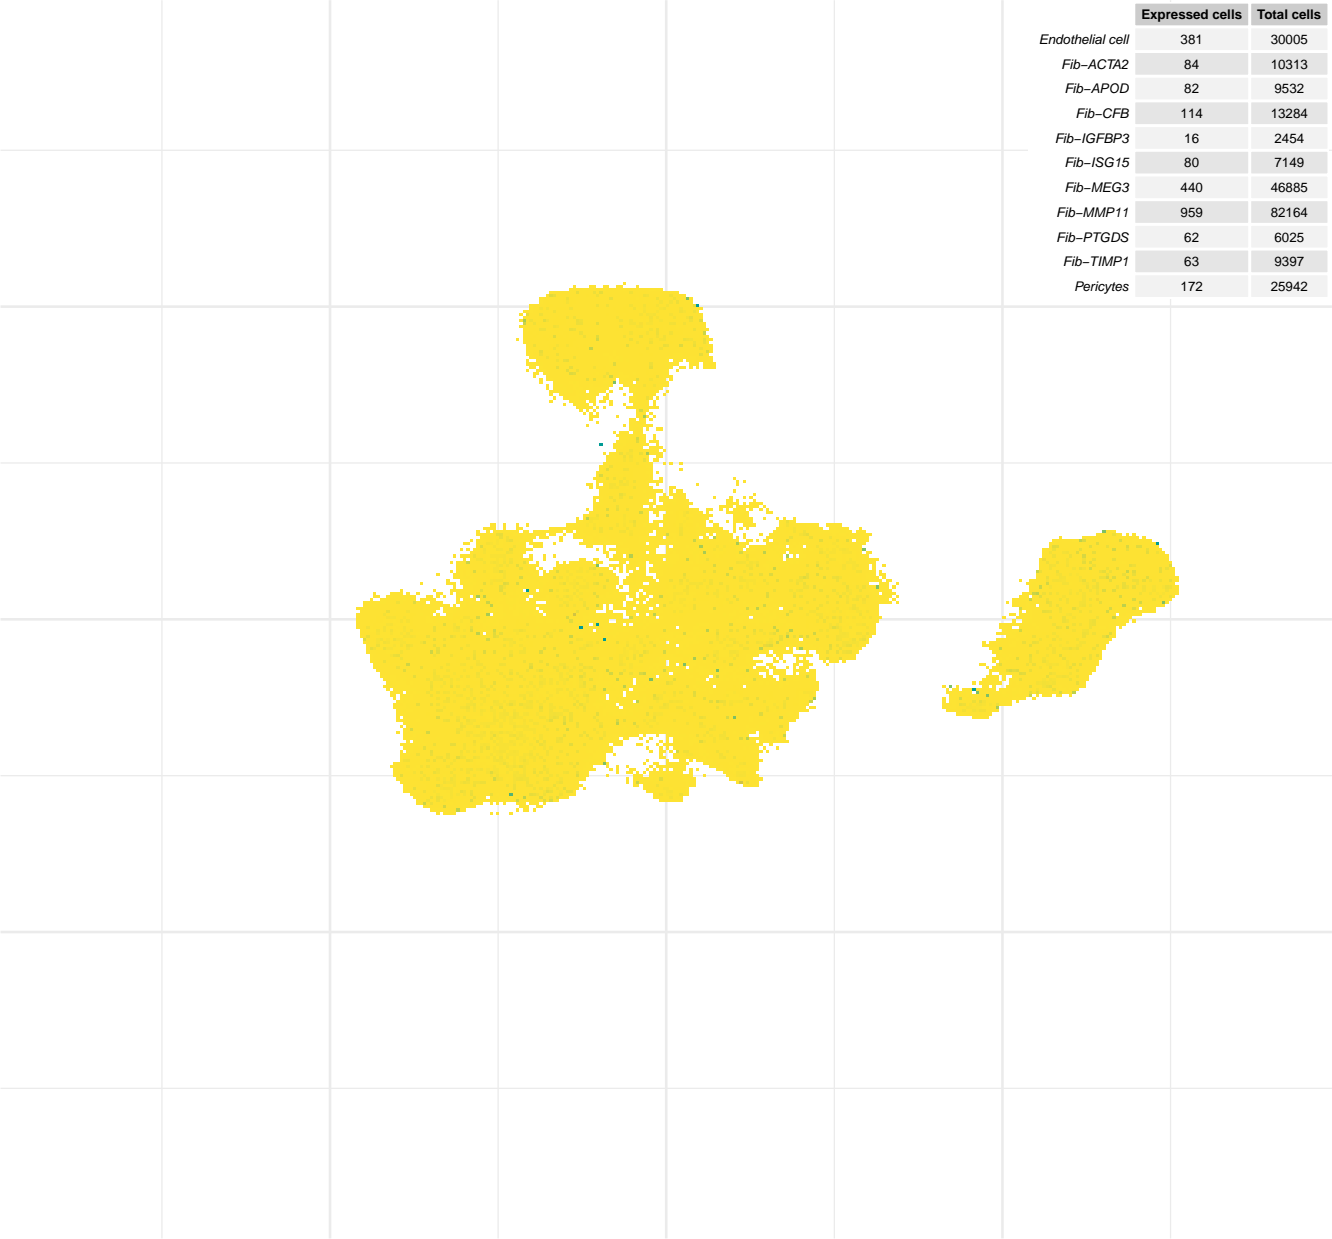 Expressed cells Total cells
Endothelial cell 381 30005
Fib−ACTA2 84 10313
Fib−APOD 82 9532
Fib−CFB 114 13284
Fib−IGFBP3 16 2454
Fib−ISG15 80 7149
Fib−MEG3 440 46885
Fib−MMP11 959 82164
Fib−PTGDS 62 6025
Fib−TIMP1 63 9397
Pericytes 172 25942